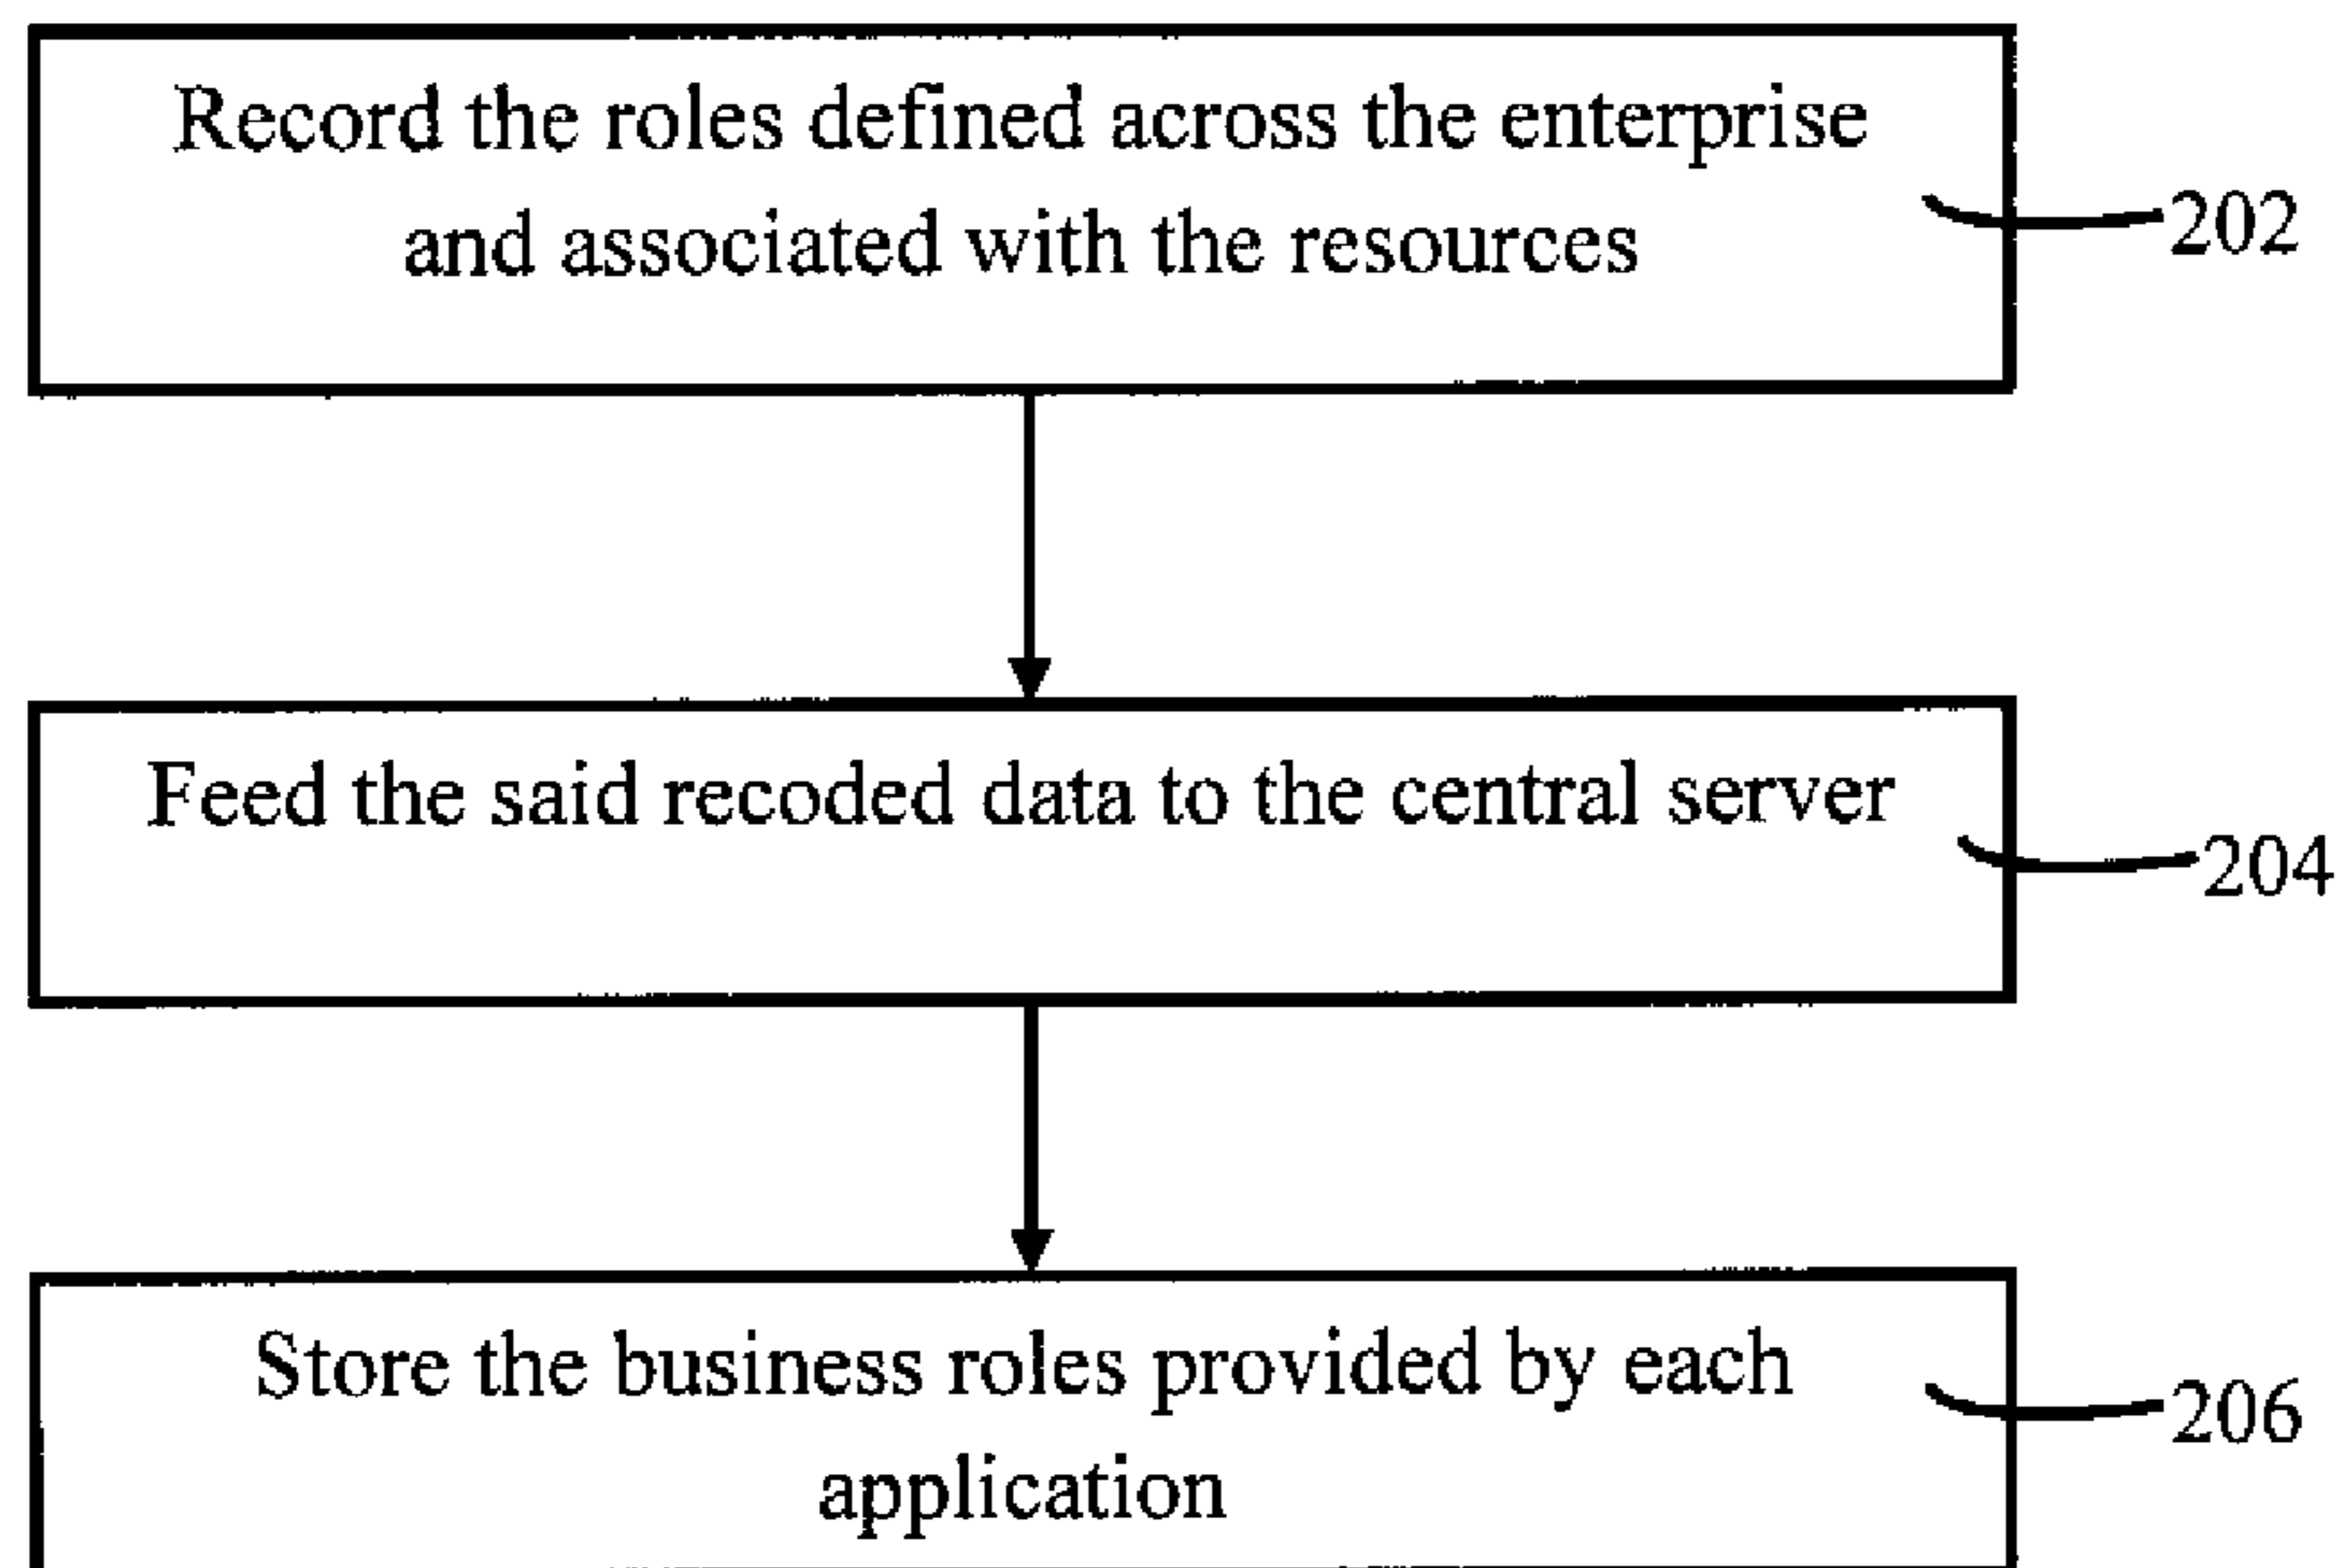 Record the roles defined across the enterprise
and associated with the resources
202
Feed the said recoded data to the central server
204
Store the business roles provided by each
application
206